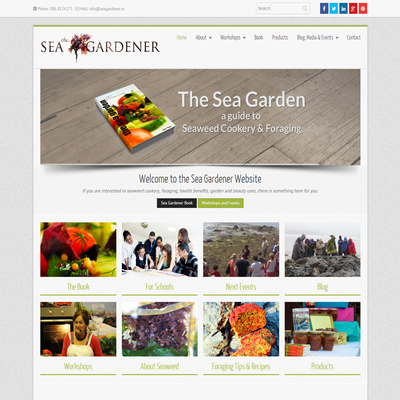 Phone: 086 8124275 Mail: info@seagardener.ie
Search
the
SEA GARDENER
Home About Workshops Book Products Blog, Media & Events Contact
The Sea Garden
a guide to
Seaweed Cookery & Foraging
Welcome to the Sea Gardener Website
If you are interested in seaweed cookery, foraging, health benefits, garden and beauty uses, there is something here for you.
Sea Gardener Book Workshops and Events
The Book For Schools Next Events Blog
Workshops About Seaweed Foraging Tips & Recipes Products